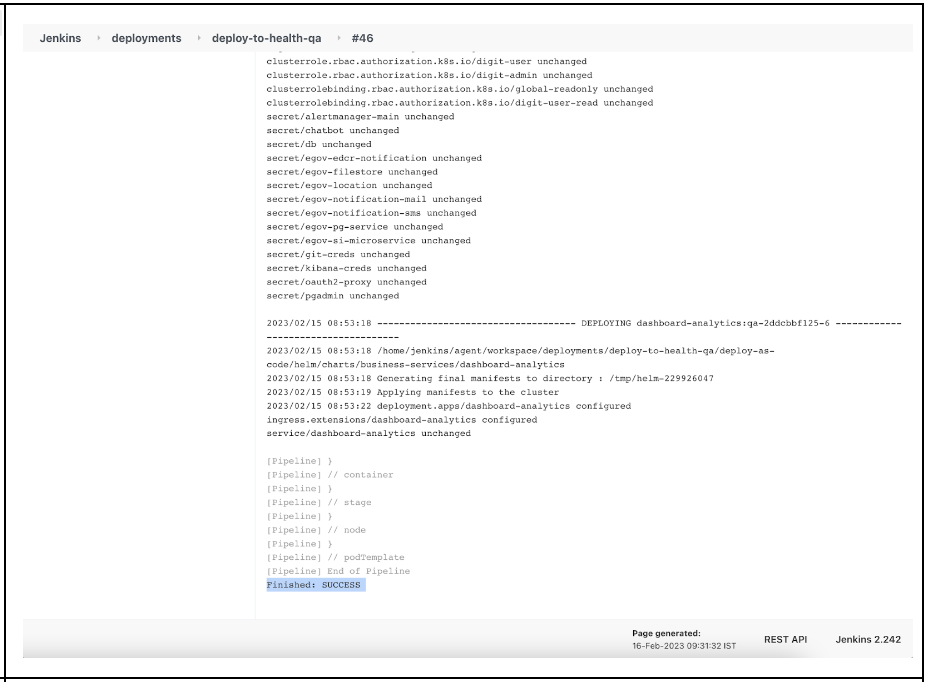 Jenkins › deployments › deploy-to-health-qa › #46
clusterrole.rbac.authorization.k8s.io/digit-user unchanged
clusterrole.rbac.authorization.k8s.io/digit-admin unchanged
clusterrolebinding.rbac.authorization.k8s.io/global-readonly unchanged
clusterrolebinding.rbac.authorization.k8s.io/digit-user-read unchanged
secret/alertmanager-main unchanged
secret/chatbot unchanged
secret/db unchanged
secret/egov-edcr-notification unchanged
secret/egov-filestore unchanged
secret/egov-location unchanged
secret/egov-notification-mail unchanged
secret/egov-notification-sms unchanged
secret/egov-pg-service unchanged
secret/egov-si-microservice unchanged
secret/git-creds unchanged
secret/kibana-creds unchanged
secret/oauth2-proxy unchanged
secret/pgadmin unchanged
2023/02/15 08:53:18 ------------------------------------ DEPLOYING dashboard-analytics:qa-2ddcbbf125-6 ------------
------------------------
2023/02/15 08:53:18 /home/jenkins/agent/workspace/deployments/deploy-to-health-qa/deploy-as-
code/helm/charts/business-services/dashboard-analytics
2023/02/15 08:53:18 Generating final manifests to directory : /tmp/helm-229926047
2023/02/15 08:53:19 Applying manifests to the cluster
2023/02/15 08:53:22 deployment.apps/dashboard-analytics configured
ingress.extensions/dashboard-analytics configured
service/dashboard-analytics unchanged
[Pipeline] }
[Pipeline] // container
[Pipeline] }
[Pipeline] // stage
[Pipeline] }
[Pipeline] // node
[Pipeline] }
[Pipeline] // podTemplate
[Pipeline] End of Pipeline
Finished: SUCCESS
Page generated:
16-Feb-2023 09:31:32 IST
REST API
Jenkins 2.242